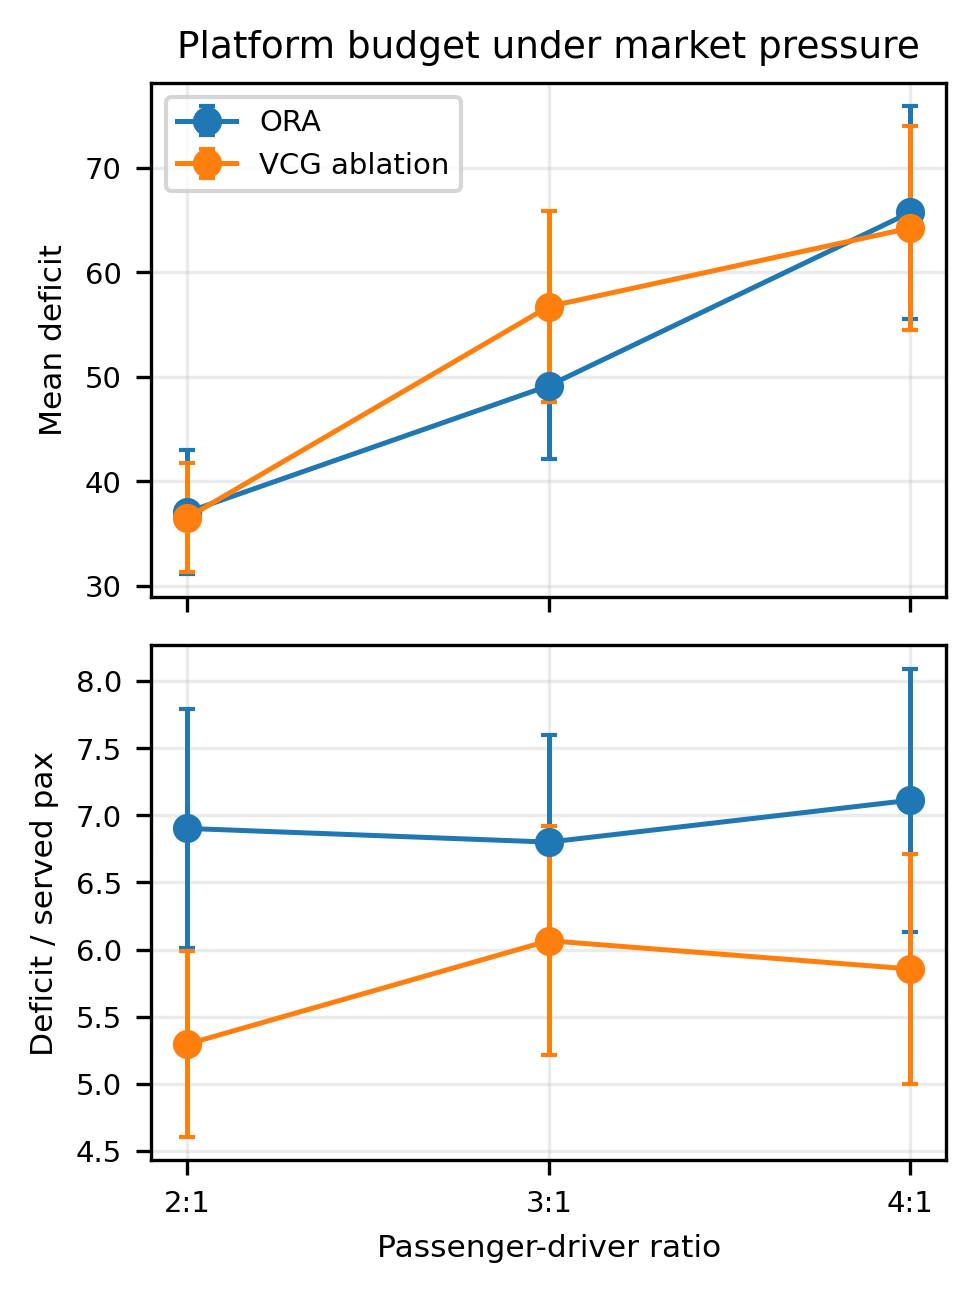 Platform budget under market pressure
ORA
VCG ablation
Mean deficit
70
60
50
40
30
Deficit / served pax
8.0
7.5
7.0
6.5
6.0
5.5
5.0
4.5
2:1
3:1
4:1
Passenger-driver ratio